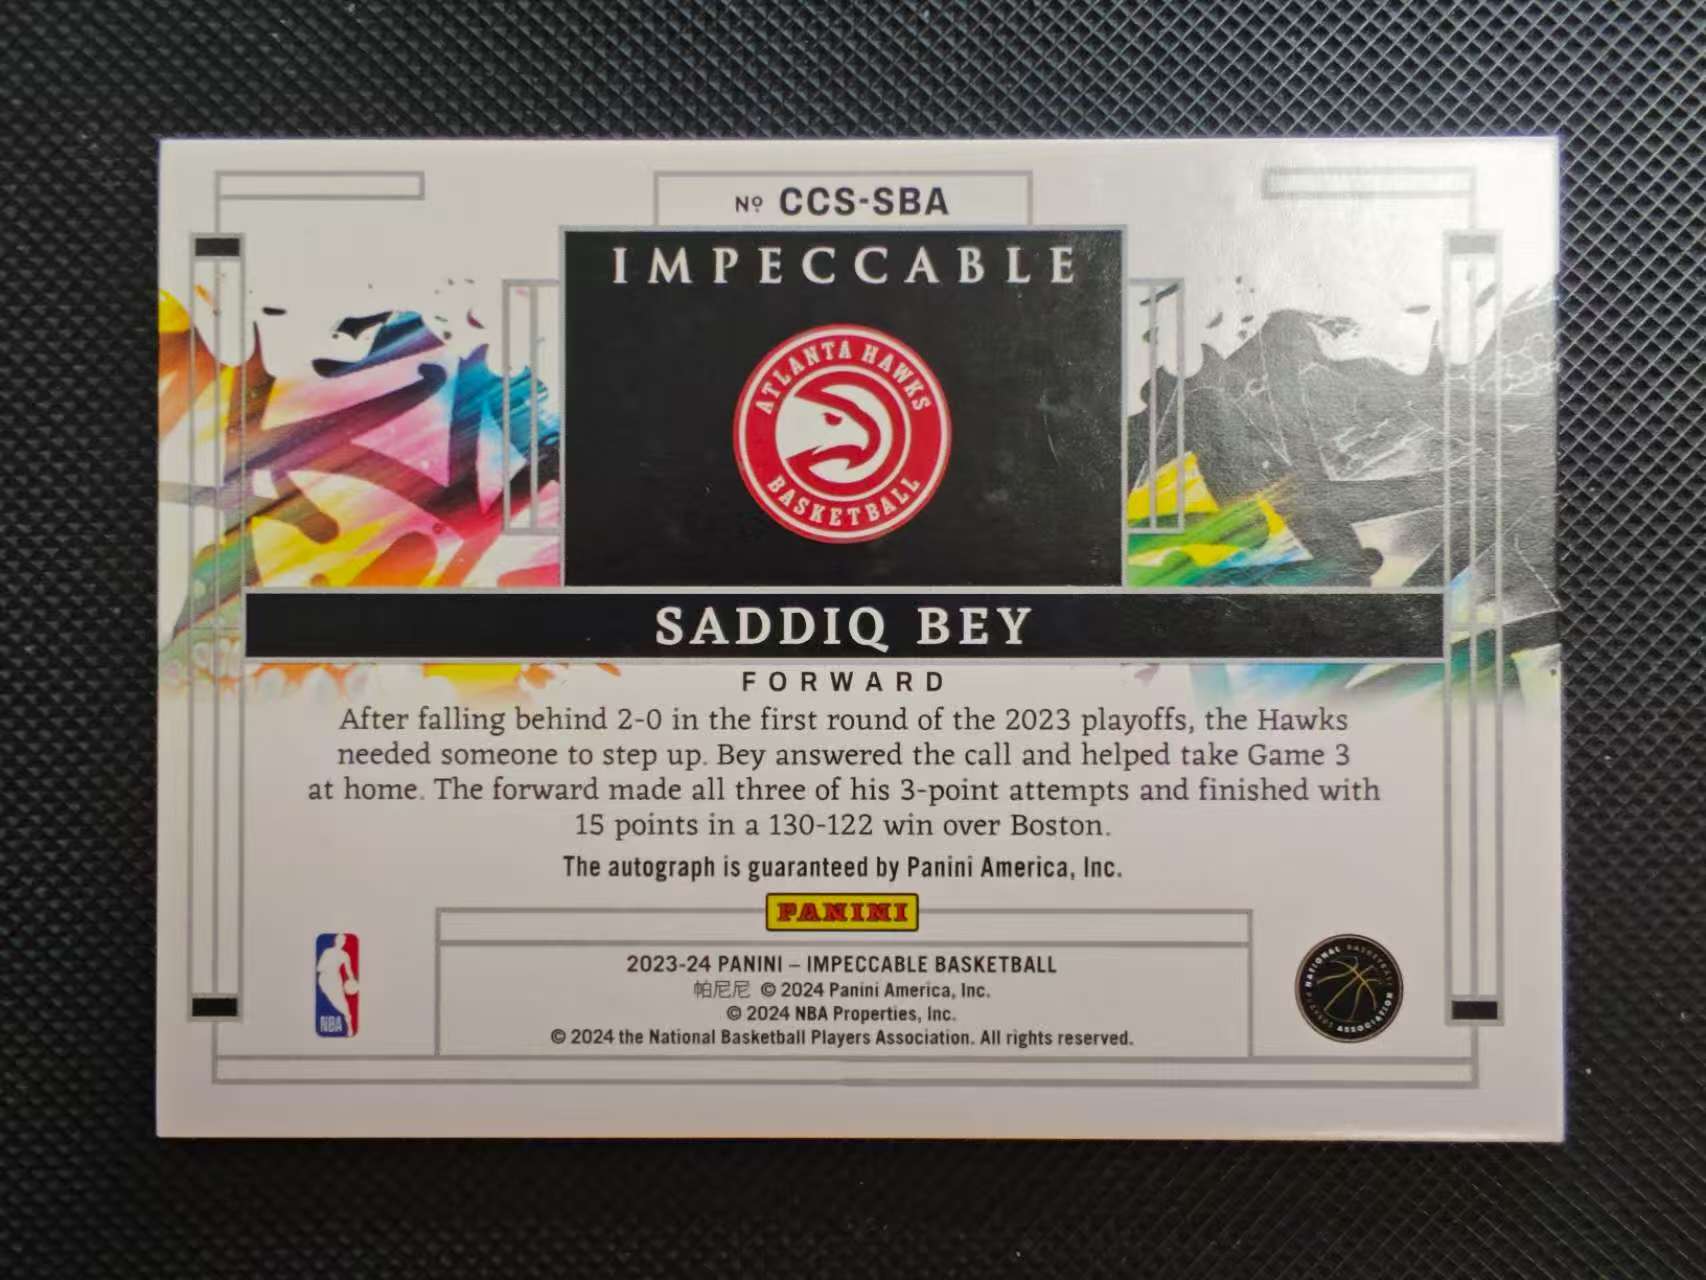 Nº CCS-SBA
IMPECCABLE
ATLANTA HAWKS
BASKETBALL
SADDIQ BEY
FORWARD
After falling behind 2-0 in the first round of the 2023 playoffs, the Hawks
needed someone to step up. Bey answered the call and helped take Game 3
at home. The forward made all three of his 3-point attempts and finished with
15 points in a 130-122 win over Boston.
The autograph is guaranteed by Panini America, Inc.
PANINI
2023-24 PANINI – IMPECCABLE BASKETBALL
帕尼尼 © 2024 Panini America, Inc.
© 2024 NBA Properties, Inc.
© 2024 the National Basketball Players Association. All rights reserved.
NBA
NATIONAL BASKETBALL PLAYERS ASSOCIATION